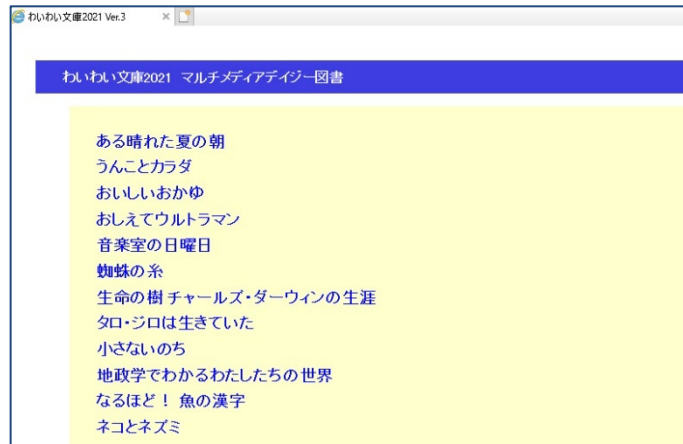 わいわい文庫2021 Ver.3
わいわい文庫2021 マルチメディアデイジー図書
ある晴れた夏の朝
うんことカラダ
おいしいおかゆ
おしえてウルトラマン
音楽室の日曜日
蜘蛛の糸
生命の樹 チャールズ・ダーウィンの生涯
タロ・ジロは生きていた
小さないのち
地政学でわかるわたしたちの世界
なるほど！ 魚の漢字
ネコとネズミ